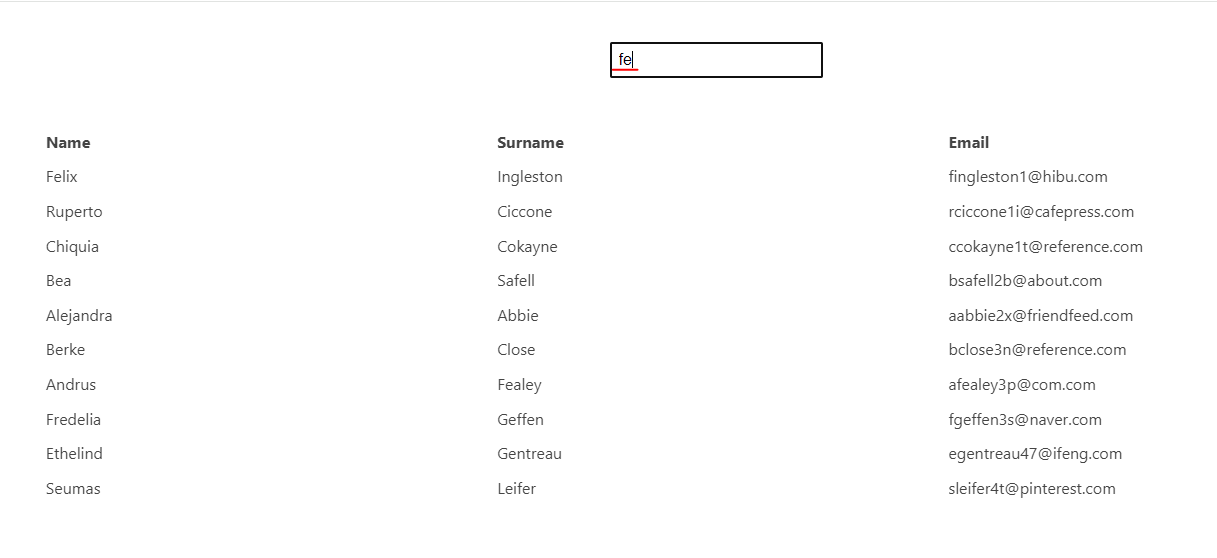 fe
Name Surname Email
Felix Ingleston fingleston1@hibu.com
Ruperto Ciccone rciccone1i@cafepress.com
Chiquia Cokayne ccokayne1t@reference.com
Bea Safell bsafell2b@about.com
Alejandra Abbie aabbie2x@friendfeed.com
Berke Close bclose3n@reference.com
Andrus Fealey afealey3p@com.com
Fredelia Geffen fgeffen3s@naver.com
Ethelind Gentreau egentreau47@ifeng.com
Seumas Leifer sleifer4t@pinterest.com